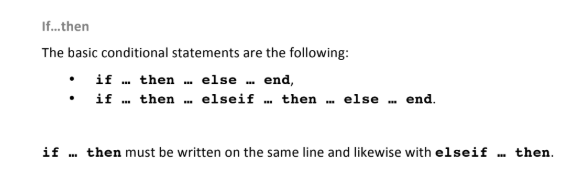 If…then
The basic conditional statements are the following:
• if … then … else … end,
• if … then … elseif … then … else … end.
if … then must be written on the same line and likewise with elseif … then.